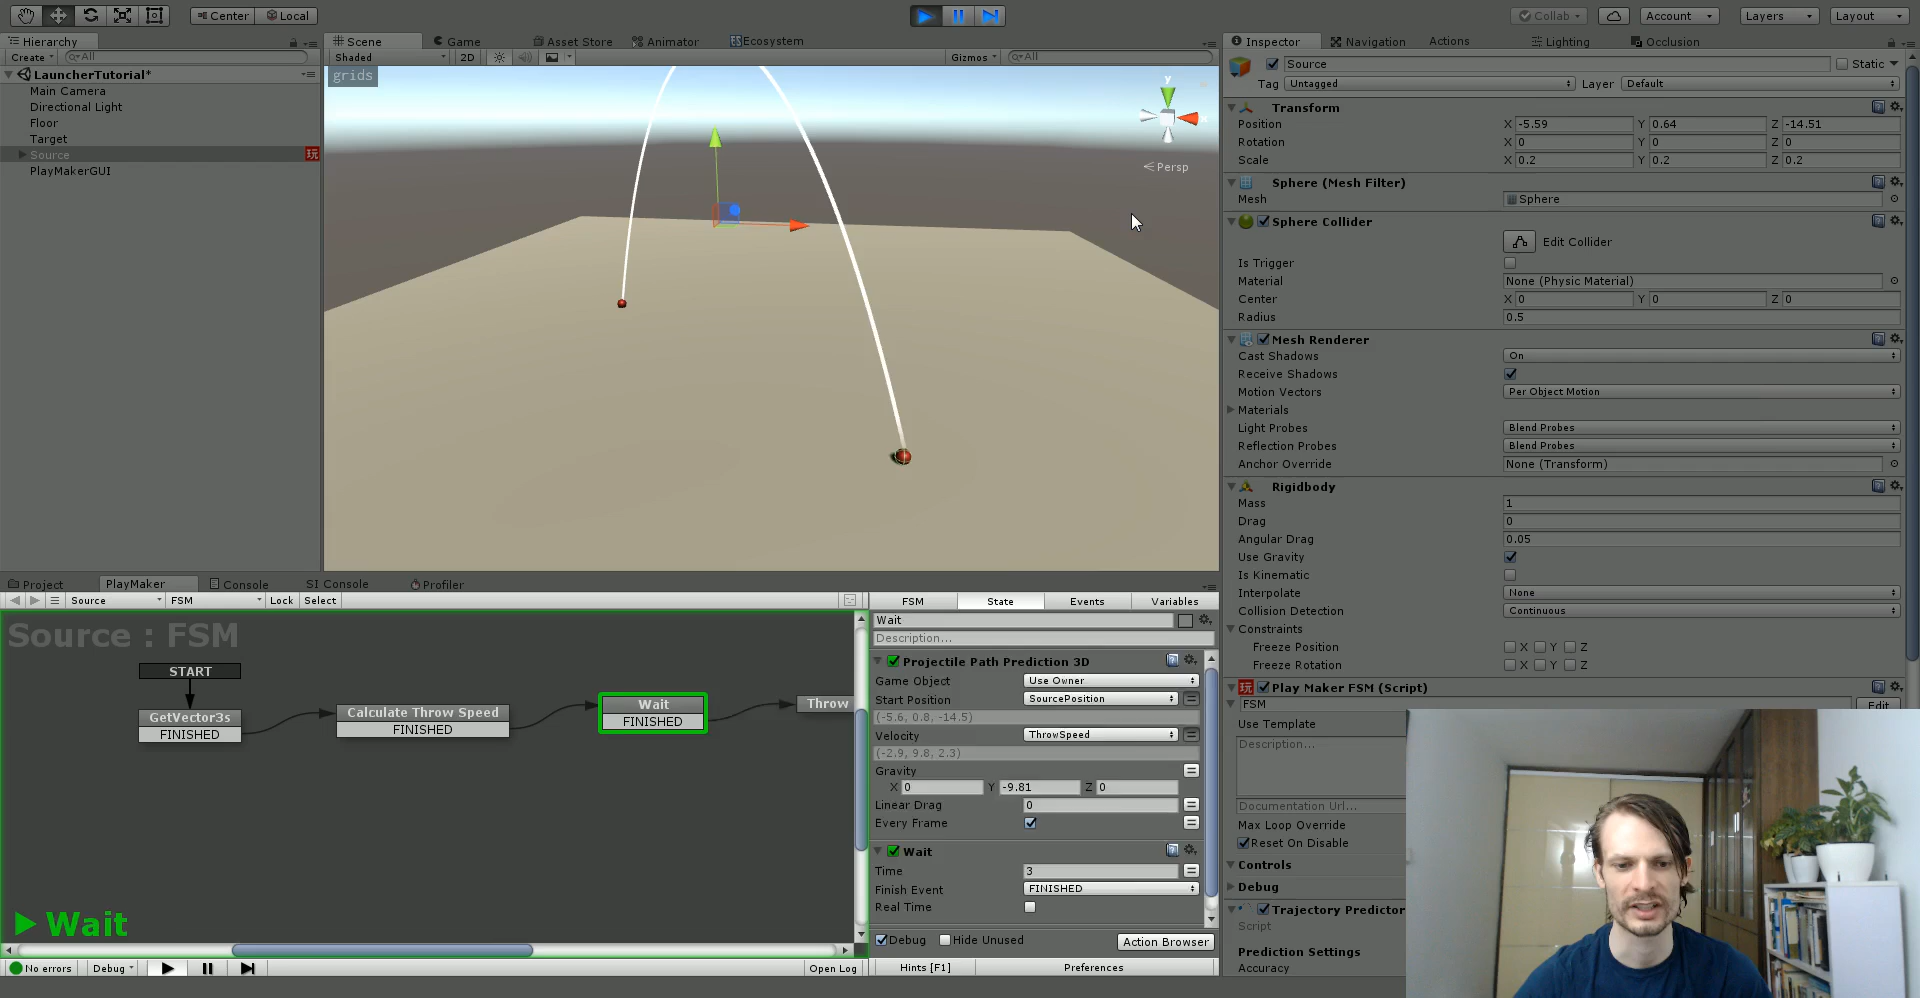 Center Local
Collab Account Layers Layout
Hierarchy
Create All
LauncherTutorial*
Main Camera
Directional Light
Floor
Target
Source 玩
PlayMakerGUI
Scene Game Asset Store Animator Ecosystem
Shaded 2D Gizmos All
grids
y
x
Persp
Inspector Navigation Actions Lighting Occlusion
Source Static
Tag Untagged Layer Default
Transform
Position X -5.59 Y 0.64 Z -14.51
Rotation X 0 Y 0 Z 0
Scale X 0.2 Y 0.2 Z 0.2
Sphere (Mesh Filter)
Mesh Sphere
Sphere Collider
Edit Collider
Is Trigger
Material None (Physic Material)
Center X 0 Y 0 Z 0
Radius 0.5
Mesh Renderer
Cast Shadows On
Receive Shadows
Motion Vectors Per Object Motion
Materials
Light Probes Blend Probes
Reflection Probes Blend Probes
Anchor Override None (Transform)
Rigidbody
Mass 1
Drag 0
Angular Drag 0.05
Use Gravity
Is Kinematic
Interpolate None
Collision Detection Continuous
Constraints
Freeze Position X Y Z
Freeze Rotation X Y Z
玩 Play Maker FSM (Script)
FSM Edit
Use Template
Description...
Documentation Url...
Max Loop Override
Reset On Disable
Controls
Debug
Trajectory Predictor
Script
Prediction Settings
Accuracy
Project PlayMaker Console SI Console Profiler
Source FSM Lock Select
Source : FSM
START
GetVector3s
FINISHED
Calculate Throw Speed
FINISHED
Wait
FINISHED
Throw
Wait
No errors Debug Open Log
FSM State Events Variables
Wait
Description...
Projectile Path Prediction 3D
Game Object Use Owner
Start Position SourcePosition
(-5.6, 0.8, -14.5)
Velocity ThrowSpeed
(-2.9, 9.8, 2.3)
Gravity
X 0 Y -9.81 Z 0
Linear Drag 0
Every Frame
Wait
Time 3
Finish Event FINISHED
Real Time
Debug Hide Unused Action Browser
Hints [F1] Preferences